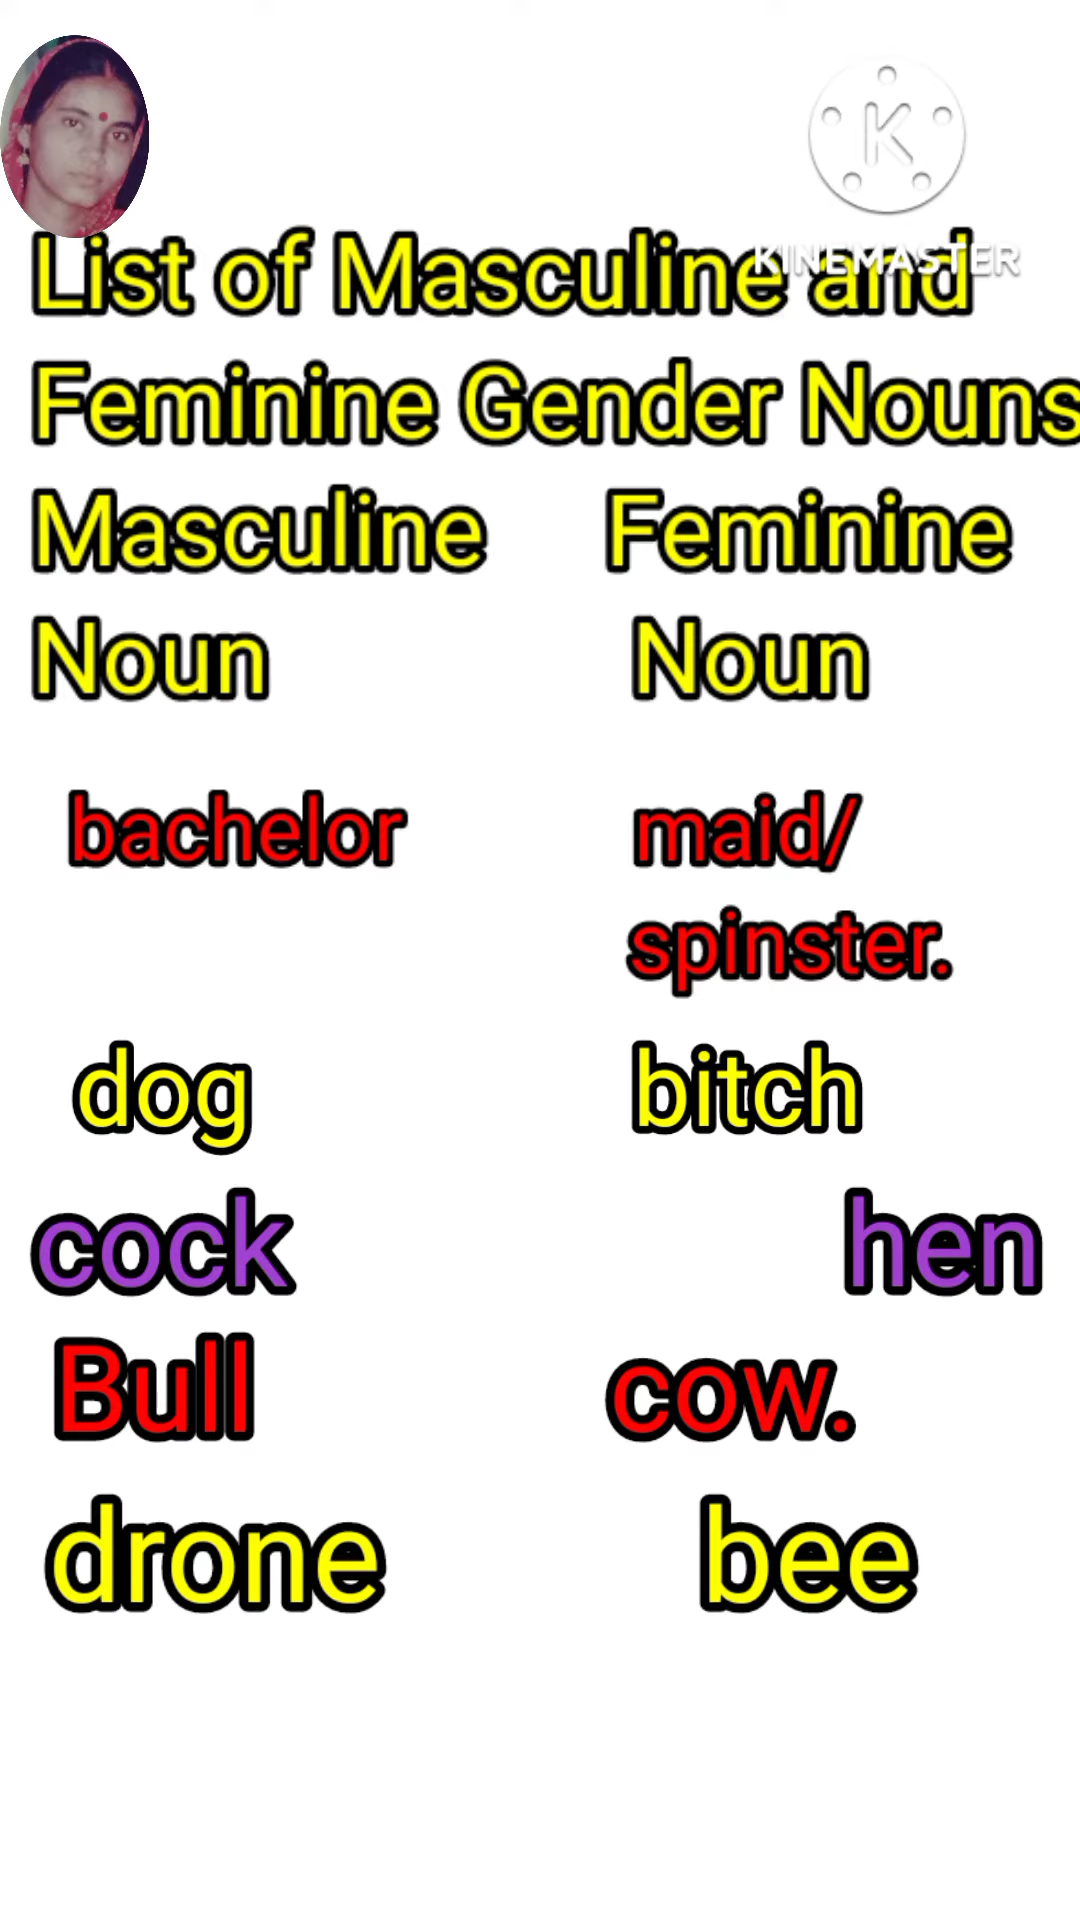 K
KINEMASTER
List of Masculine and
Feminine Gender Nouns
Masculine Feminine
Noun Noun
bachelor maid/
spinster.
dog bitch
cock hen
Bull cow.
drone bee